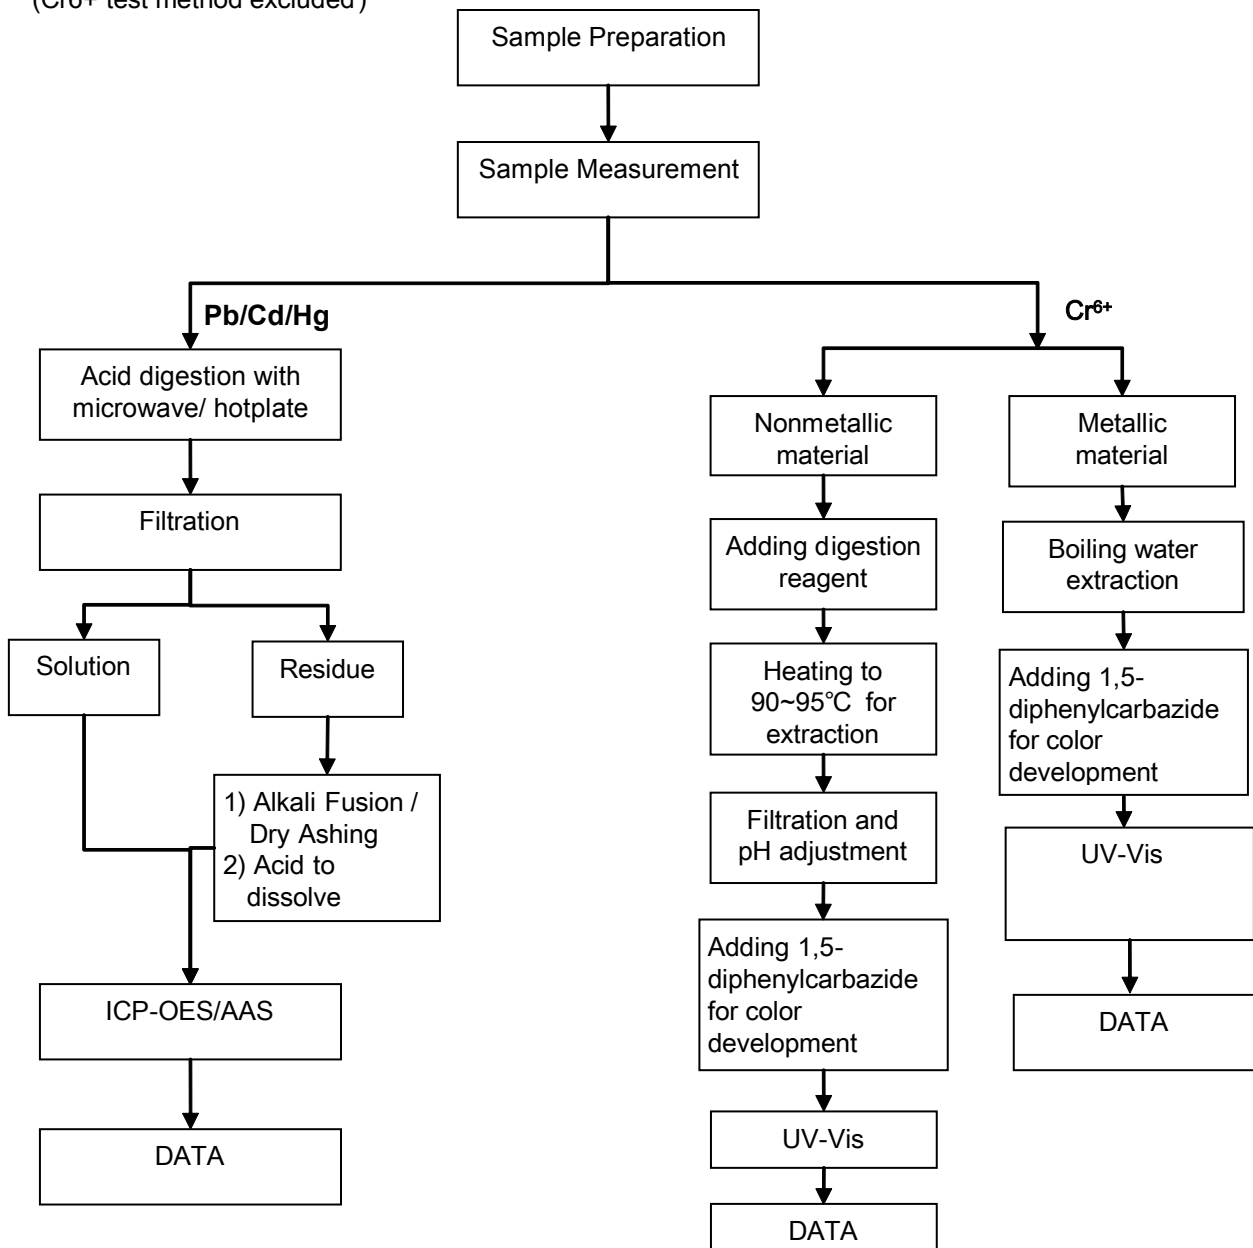 (Cr6+ test method excluded)
Sample Preparation
Sample Measurement
Pb/Cd/Hg
Acid digestion with
microwave/ hotplate
Filtration
Solution
Residue
1) Alkali Fusion /
Dry Ashing
2) Acid to
dissolve
ICP-OES/AAS
DATA
Cr⁶⁺
Nonmetallic
material
Adding digestion
reagent
Heating to
90~95℃ for
extraction
Filtration and
pH adjustment
Adding 1,5-
diphenylcarbazide
for color
development
UV-Vis
DATA
Metallic
material
Boiling water
extraction
Adding 1,5-
diphenylcarbazide
for color
development
UV-Vis
DATA